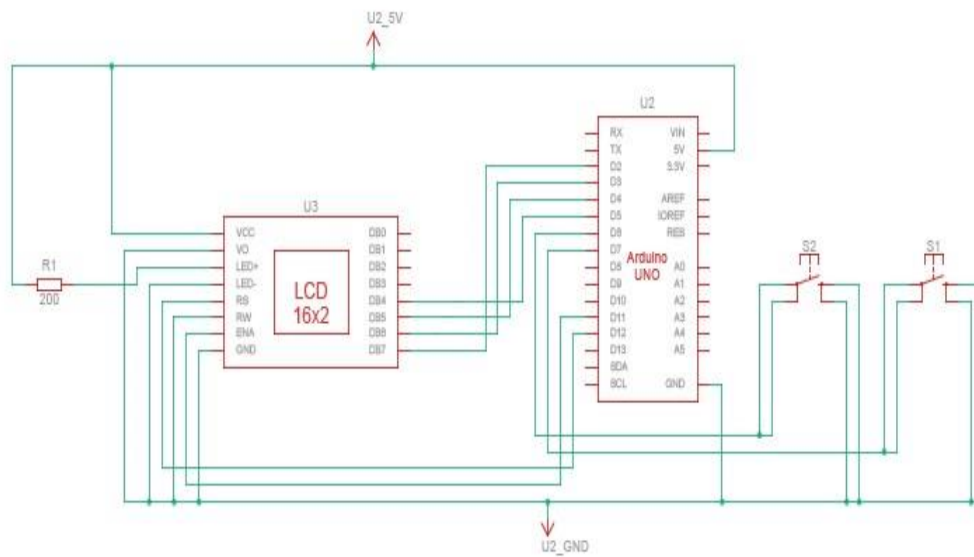 U2_5V
U2
RX
TX
D2
D3
D4
D5
D6
D7
D8
D9
D10
D11
D12
D13
SDA
SCL
VIN
5V
3.3V
AREF
IOREF
RES
A0
A1
A2
A3
A4
A5
GND
Arduino
UNO
U3
VCC
VO
LED+
LED-
RS
RW
ENA
GND
DB0
DB1
DB2
DB3
DB4
DB5
DB6
DB7
LCD
16x2
R1
200
S2
S1
U2_GND